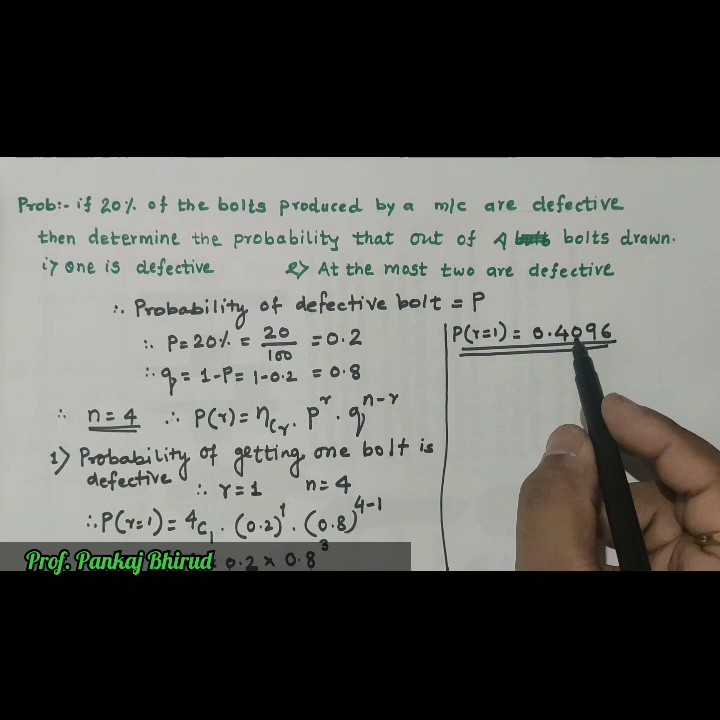 Prob:- if 20% of the bolts produced by a m/c are defective
then determine the probability that out of 4 bolts drawn.
i) one is defective 2) At the most two are defective
∴ Probability of defective bolt = P
∴ P = 20% = 20/100 = 0.2
∴ q = 1-P = 1-0.2 = 0.8
∴ n = 4 ∴ P(r) = nCr . P^r . q^n-r
1) Probability of getting one bolt is
defective ∴ r = 1 n = 4
∴ P(r=1) = 4C1 . (0.2)^1 . (0.8)^4-1
0.2 × 0.8^3
P(r=1) = 0.4096
Prof. Pankaj Bhirud